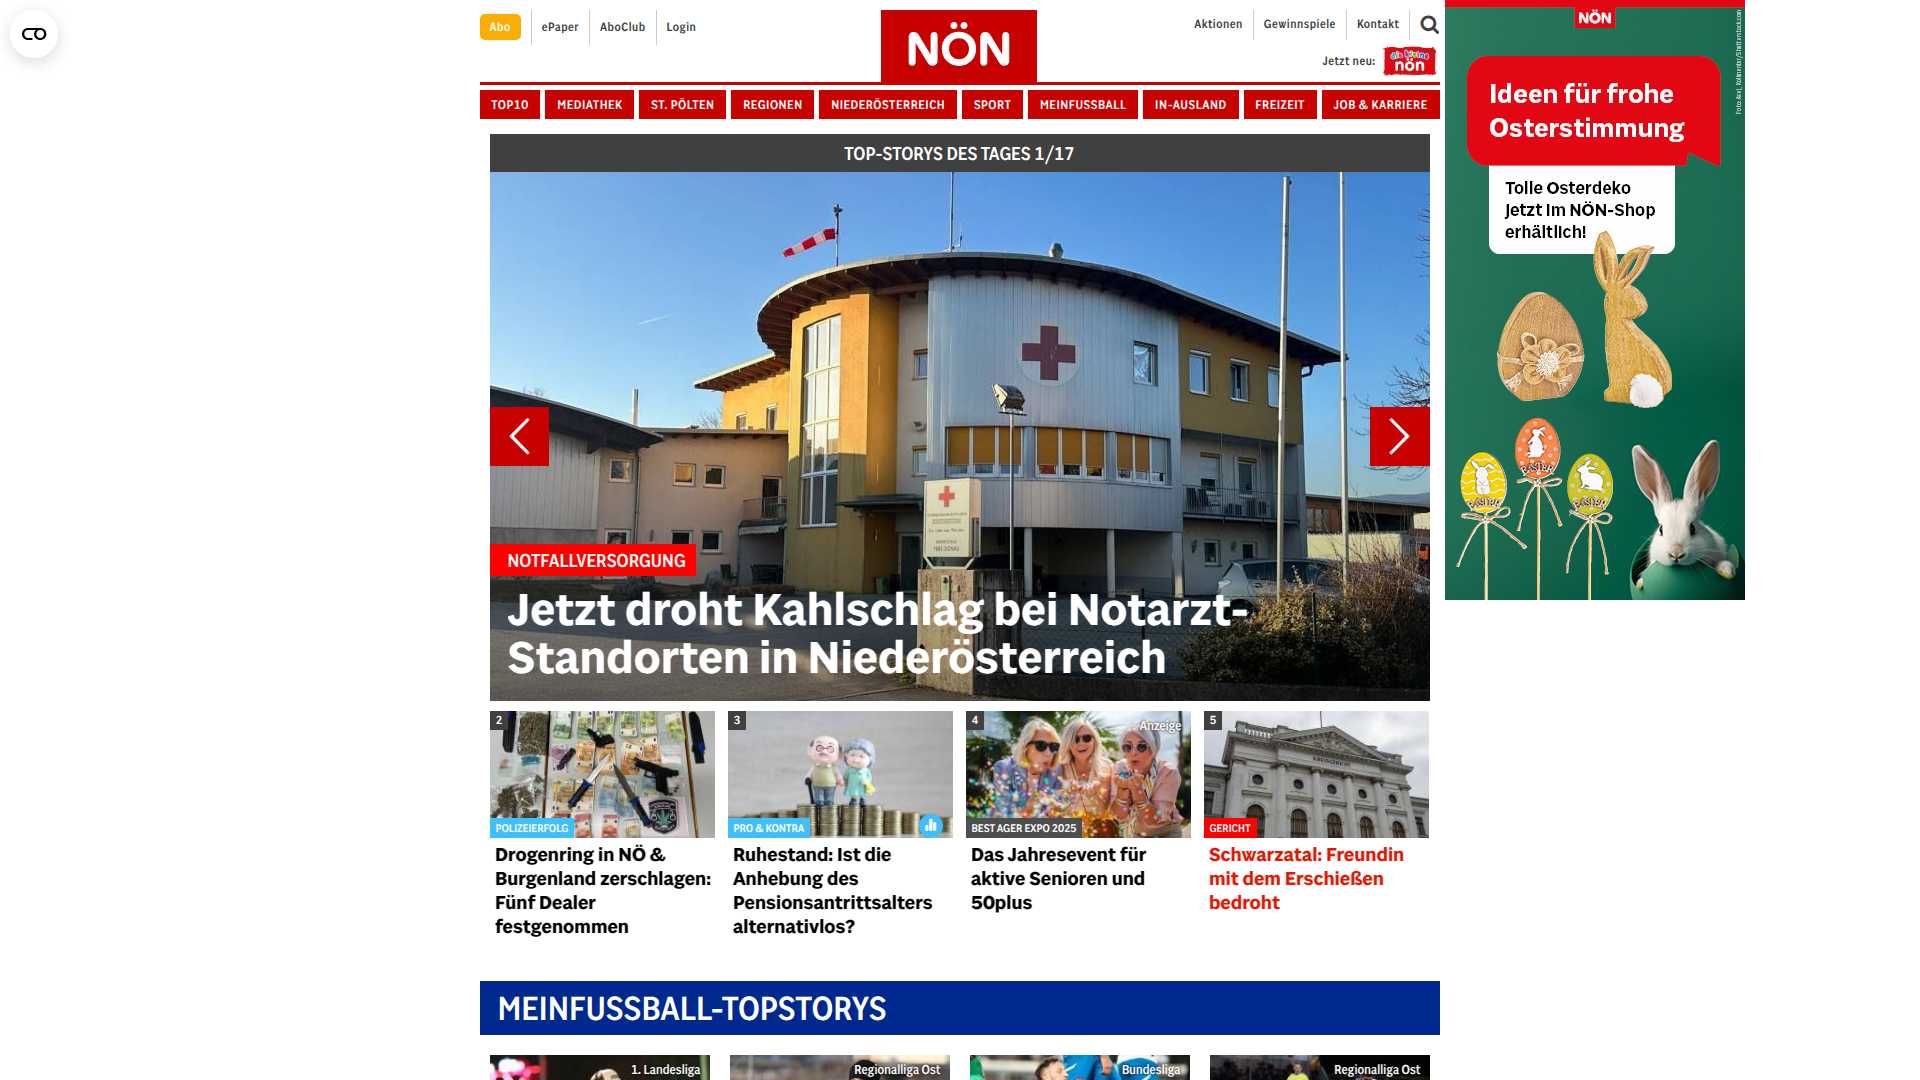 Abo
ePaper
AboClub
Login
NÖN
Aktionen
Gewinnspiele
Kontakt
Jetzt neu:
die kleine
nön
TOP10
MEDIATHEK
ST. PÖLTEN
REGIONEN
NIEDERÖSTERREICH
SPORT
MEINFUSSBALL
IN-AUSLAND
FREIZEIT
JOB & KARRIERE
TOP-STORYS DES TAGES 1/17
NOTFALLVERSORGUNG
Jetzt droht Kahlschlag bei Notarzt-
Standorten in Niederösterreich
2
POLIZEIERFOLG
Drogenring in NÖ &
Burgenland zerschlagen:
Fünf Dealer
festgenommen
3
PRO & KONTRA
Ruhestand: Ist die
Anhebung des
Pensionsantrittsalters
alternativlos?
4
Anzeige
BEST AGER EXPO 2025
Das Jahresevent für
aktive Senioren und
50plus
5
GERICHT
Schwarzatal: Freundin
mit dem Erschießen
bedroht
MEINFUSSBALL-TOPSTORYS
1. Landesliga
Regionalliga Ost
Bundesliga
Regionalliga Ost
NÖN
Ideen für frohe
Osterstimmung
Tolle Osterdeko
jetzt im NÖN-Shop
erhältlich!
EASTER
EASTER
EASTER